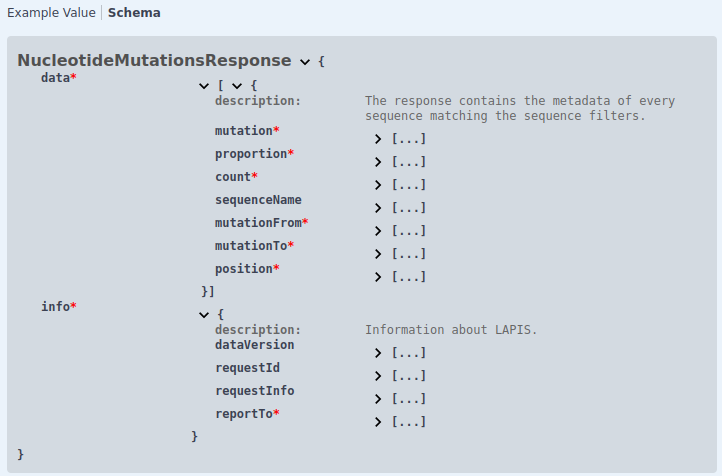 Example Value | Schema
NucleotideMutationsResponse {
data* [ {
description: The response contains the metadata of every
sequence matching the sequence filters.
mutation* [...]
proportion* [...]
count* [...]
sequenceName [...]
mutationFrom* [...]
mutationTo* [...]
position* [...]
}]
info* {
description: Information about LAPIS.
dataVersion [...]
requestId [...]
requestInfo [...]
reportTo* [...]
}
}